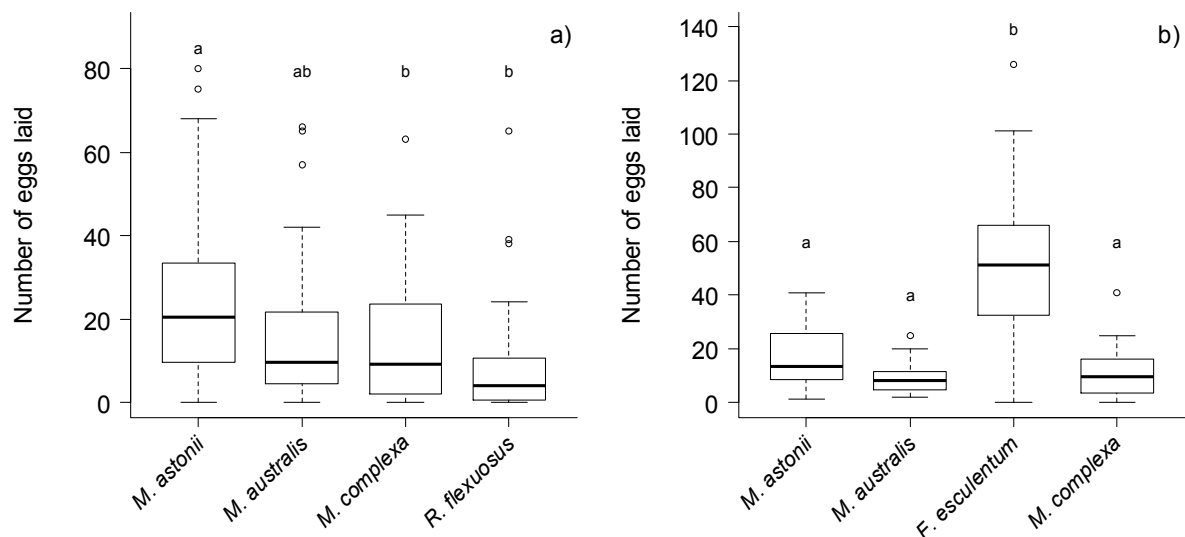 a)
Number of eggs laid
80
60
40
20
0
a
ab
b
b
M. astonii
M. australis
M. complexa
R. flexuosus
b)
Number of eggs laid
140
120
100
80
60
40
20
0
a
a
b
a
M. astonii
M. australis
F. esculentum
M. complexa